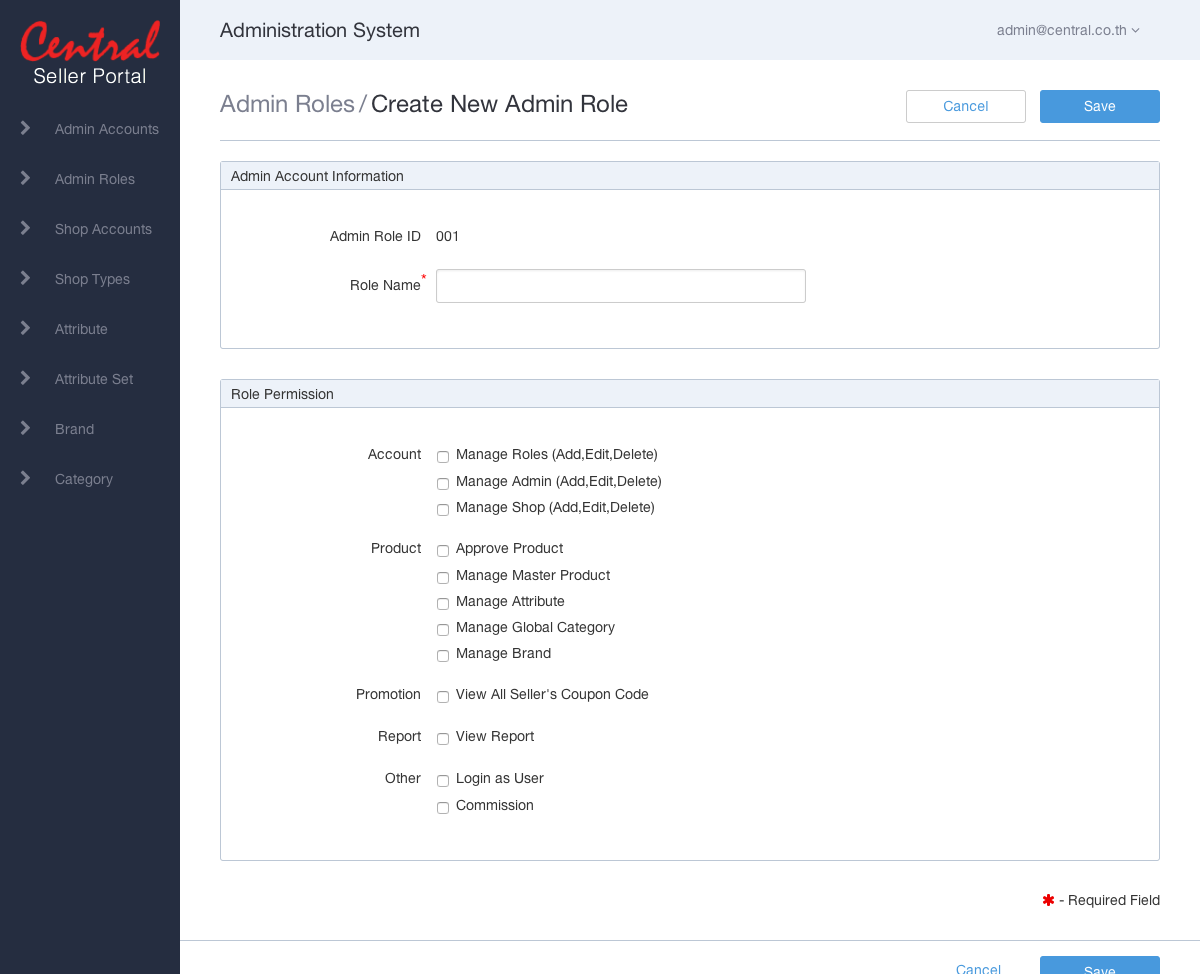 Central
Seller Portal
Admin Accounts
Admin Roles
Shop Accounts
Shop Types
Attribute
Attribute Set
Brand
Category
Administration System
admin@central.co.th
Admin Roles / Create New Admin Role
Cancel
Save
Admin Account Information
Admin Role ID 001
Role Name*
Role Permission
Account
Manage Roles (Add,Edit,Delete)
Manage Admin (Add,Edit,Delete)
Manage Shop (Add,Edit,Delete)
Product
Approve Product
Manage Master Product
Manage Attribute
Manage Global Category
Manage Brand
Promotion
View All Seller's Coupon Code
Report
View Report
Other
Login as User
Commission
* - Required Field
Cancel
Save